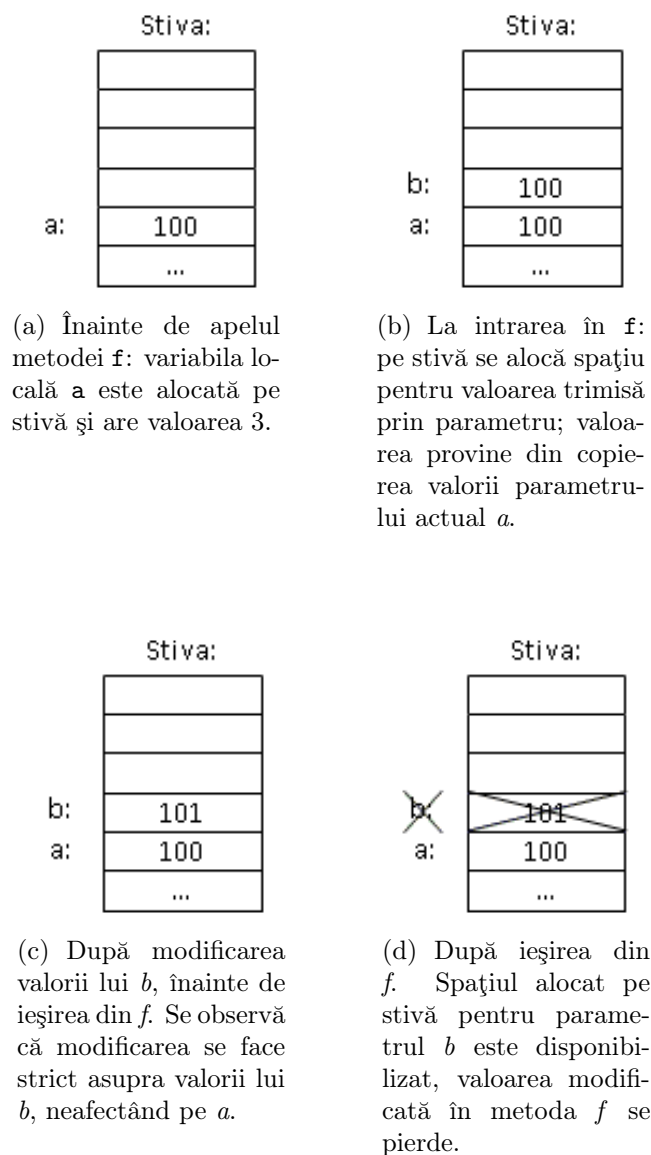 Stiva:
a: 100
...
(a) Înainte de apelul
metodei f: variabila lo-
cală a este alocată pe
stivă şi are valoarea 3.
Stiva:
b: 100
a: 100
...
(b) La intrarea în f:
pe stivă se alocă spaţiu
pentru valoarea trimisă
prin parametru; valoa-
rea provine din copie-
rea valorii parametru-
lui actual a.
Stiva:
b: 101
a: 100
...
(c) După modificarea
valorii lui b, înainte de
ieşirea din f. Se observă
că modificarea se face
strict asupra valorii lui
b, neafectând pe a.
Stiva:
b: 101
a: 100
...
(d) După ieşirea din
f. Spaţiul alocat pe
stivă pentru parame-
trul b este disponibi-
lizat, valoarea modifi-
cată în metoda f se
pierde.